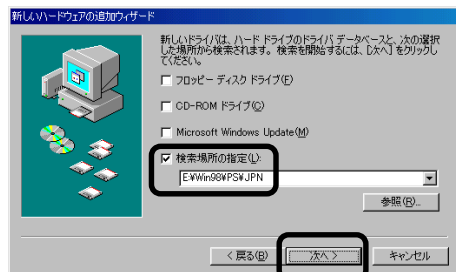 新しいハードウェアの追加ウィザード
新しいドライバは、ハード ドライブのドライバ データベースと、次の選択
した場所から検索されます。 検索を開始するには、[次へ] をクリックし
てください。
フロッピー ディスク ドライブ(F)
CD-ROM ドライブ(C)
Microsoft Windows Update(M)
検索場所の指定(L):
E:¥Win98¥PS¥JPN
参照(R)...
< 戻る(B)
次へ >
キャンセル